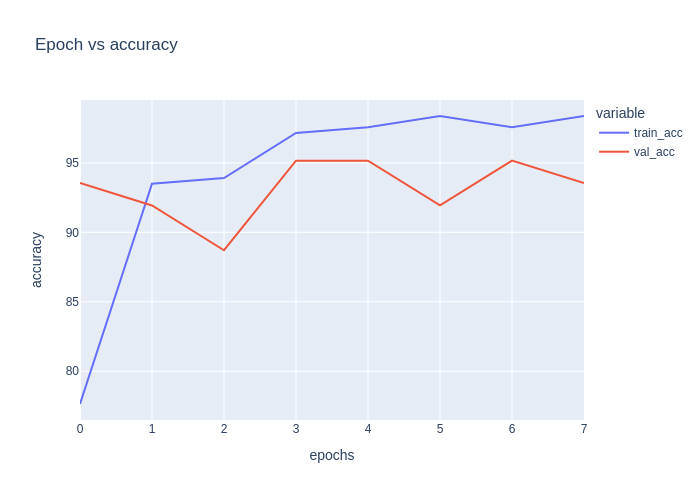 Epoch vs accuracy
variable
train_acc
val_acc
95
90
85
80
accuracy
0 1 2 3 4 5 6 7
epochs